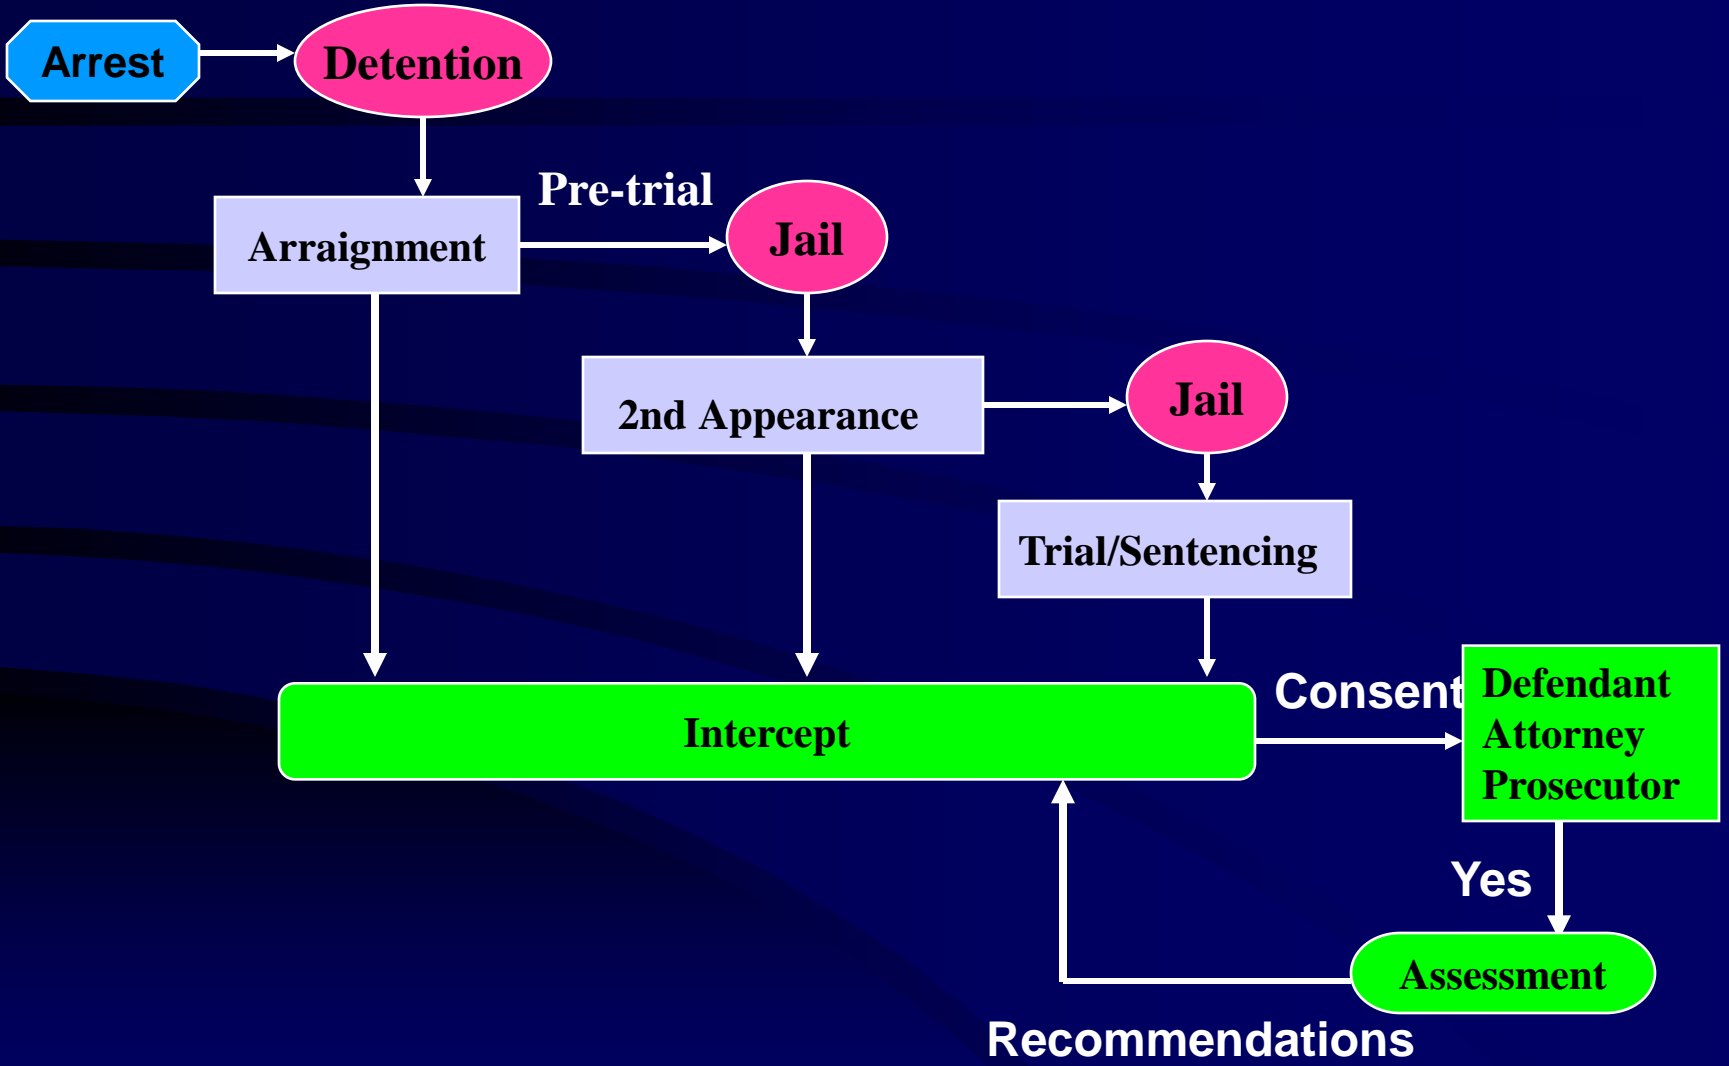 Arrest
Detention
Pre-trial
Arraignment
Jail
2nd Appearance
Jail
Trial/Sentencing
Intercept
Consent
Defendant
Attorney
Prosecutor
Yes
Assessment
Recommendations